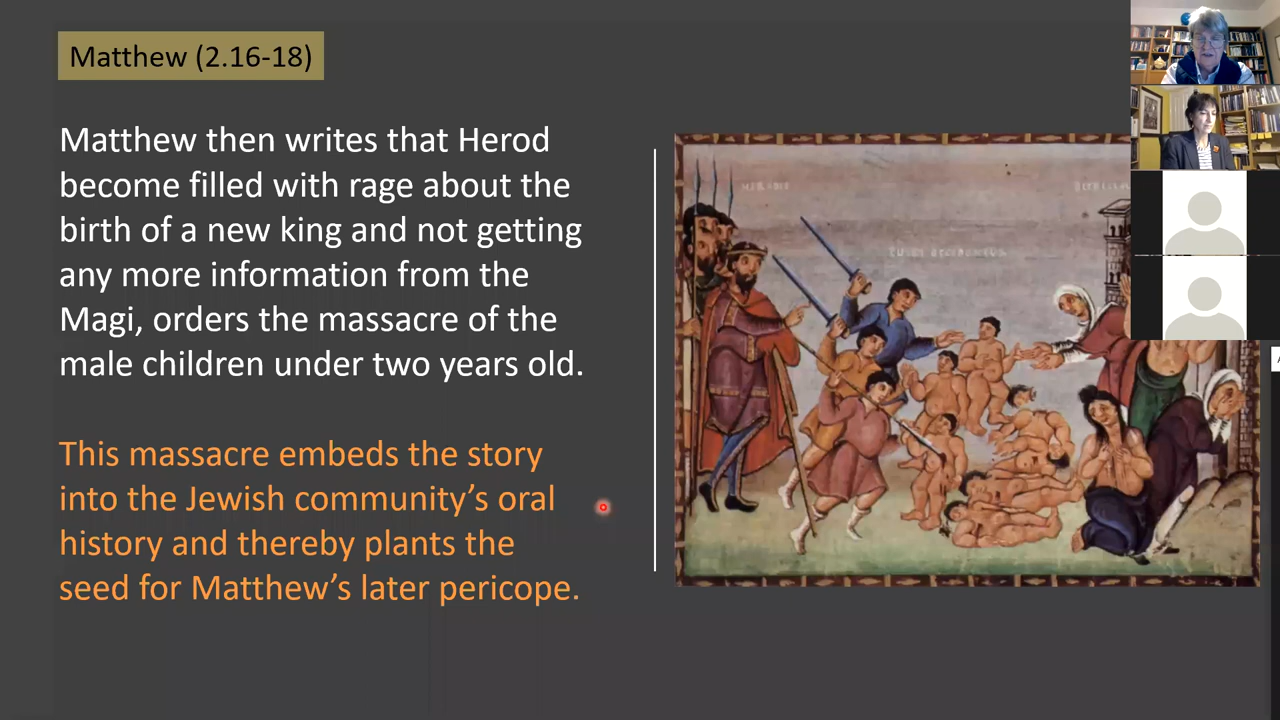 Matthew (2.16-18)
Matthew then writes that Herod
become filled with rage about the
birth of a new king and not getting
any more information from the
Magi, orders the massacre of the
male children under two years old.
This massacre embeds the story
into the Jewish community’s oral
history and thereby plants the
seed for Matthew’s later pericope.